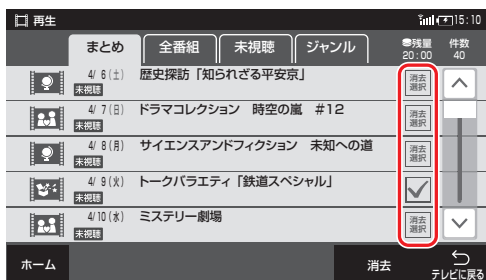 再生 15:10
まとめ 全番組 未視聴 ジャンル 残量 件数
20:00 40
4/ 6(土) 歴史探訪「知られざる平安京」 消去
未視聴 選択
4/ 7(日) ドラマコレクション 時空の嵐 #12 消去
未視聴 選択
4/ 8(月) サイエンスアンドフィクション 未知への道 消去
未視聴 選択
4/ 9(火) トークバラエティ「鉄道スペシャル」
未視聴
4/10(水) ミステリー劇場 消去
未視聴 選択
ホーム 消去 テレビに戻る